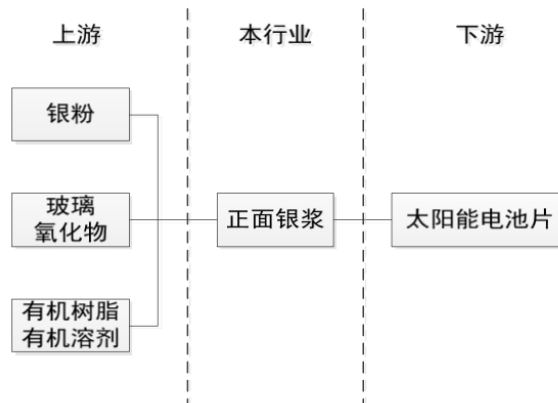 上游
本行业
下游
银粉
玻璃
氧化物
正面银浆
太阳能电池片
有机树脂
有机溶剂